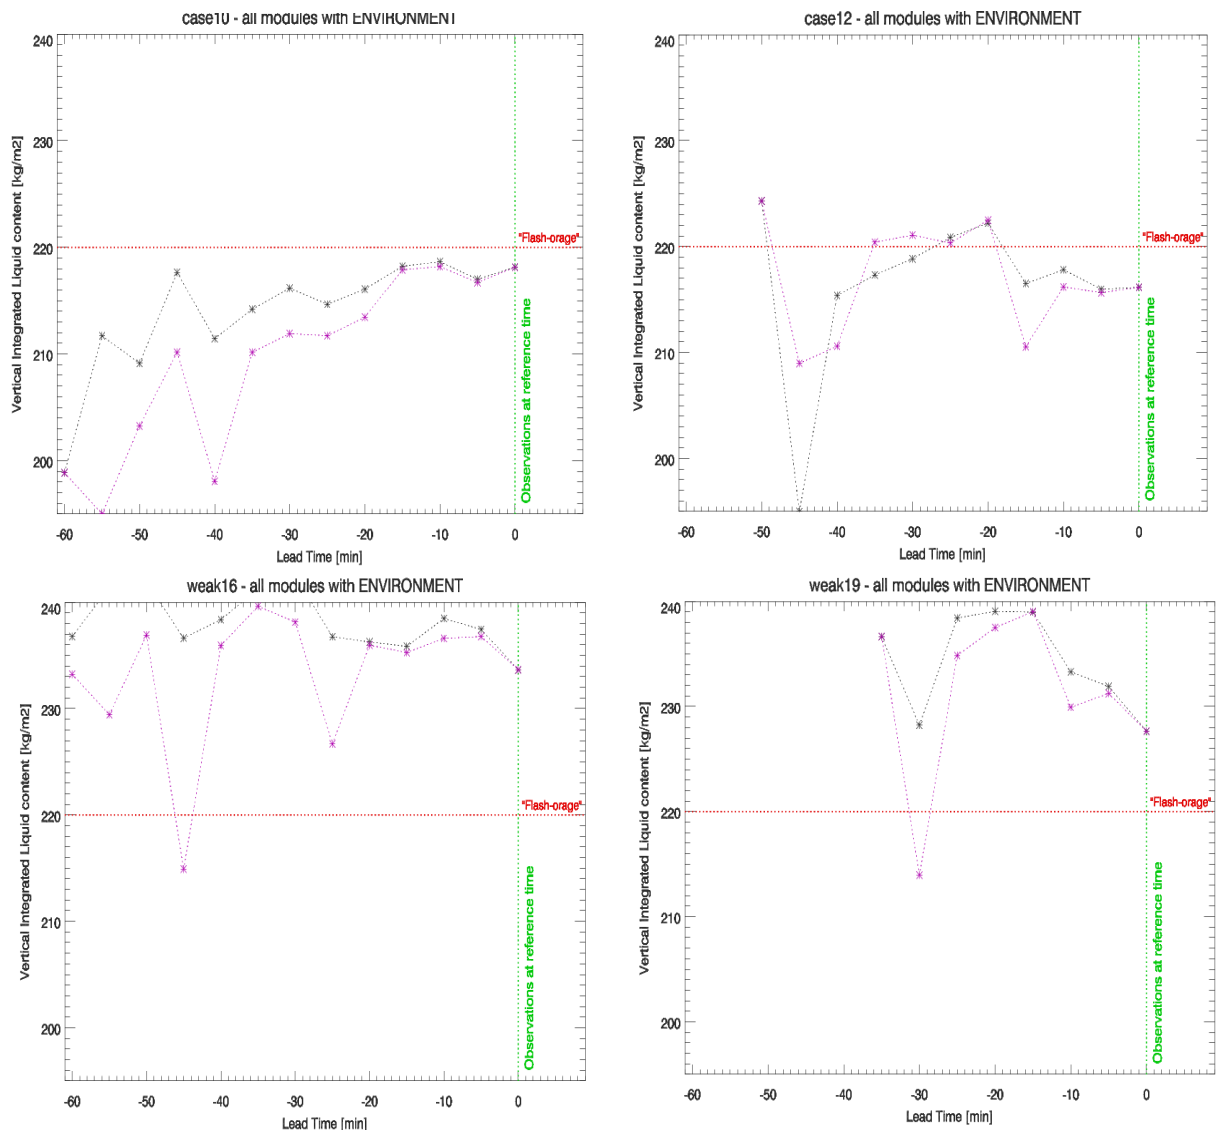 case10 - all modules with ENVIRONMENT
240
230
220
210
200
Vertical Integrated Liquid content [kg/m2]
"Flash-orage"
Observations at reference time
-60 -50 -40 -30 -20 -10 0
Lead Time [min]
case12 - all modules with ENVIRONMENT
240
230
220
210
200
Vertical Integrated Liquid content [kg/m2]
"Flash-orage"
Observations at reference time
-60 -50 -40 -30 -20 -10 0
Lead Time [min]
weak16 - all modules with ENVIRONMENT
240
230
220
210
200
Vertical Integrated Liquid content [kg/m2]
"Flash-orage"
Observations at reference time
-60 -50 -40 -30 -20 -10 0
Lead Time [min]
weak19 - all modules with ENVIRONMENT
240
230
220
210
200
Vertical Integrated Liquid content [kg/m2]
"Flash-orage"
Observations at reference time
-60 -50 -40 -30 -20 -10 0
Lead Time [min]